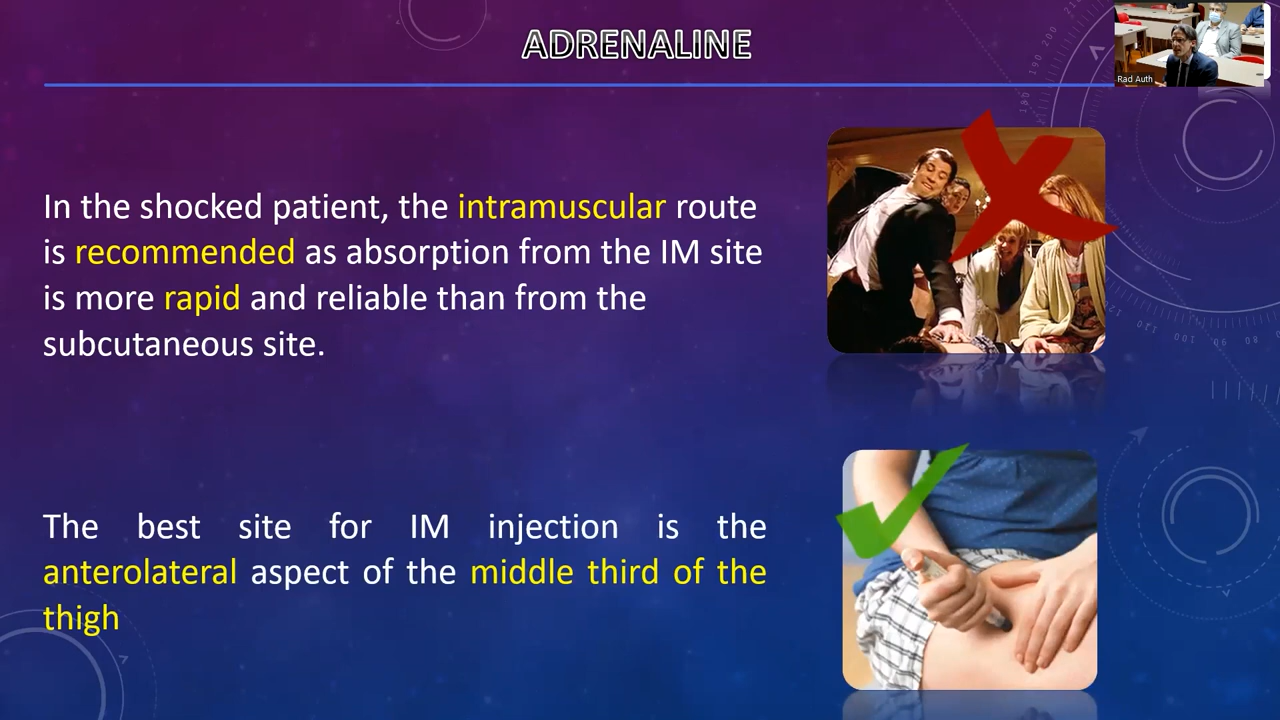 ADRENALINE
Rad Auth
In the shocked patient, the intramuscular route
is recommended as absorption from the IM site
is more rapid and reliable than from the
subcutaneous site.
The best site for IM injection is the
anterolateral aspect of the middle third of the
thigh